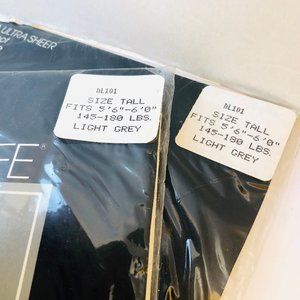 ULTRA SHEER
FE®
DL101
SIZE TALL
FITS 5'6"-6'0"
145-180 LBS.
LIGHT GREY
DL101
SIZE TALL
FITS 5'6"-6'0"
145-180 LBS.
LIGHT GREY